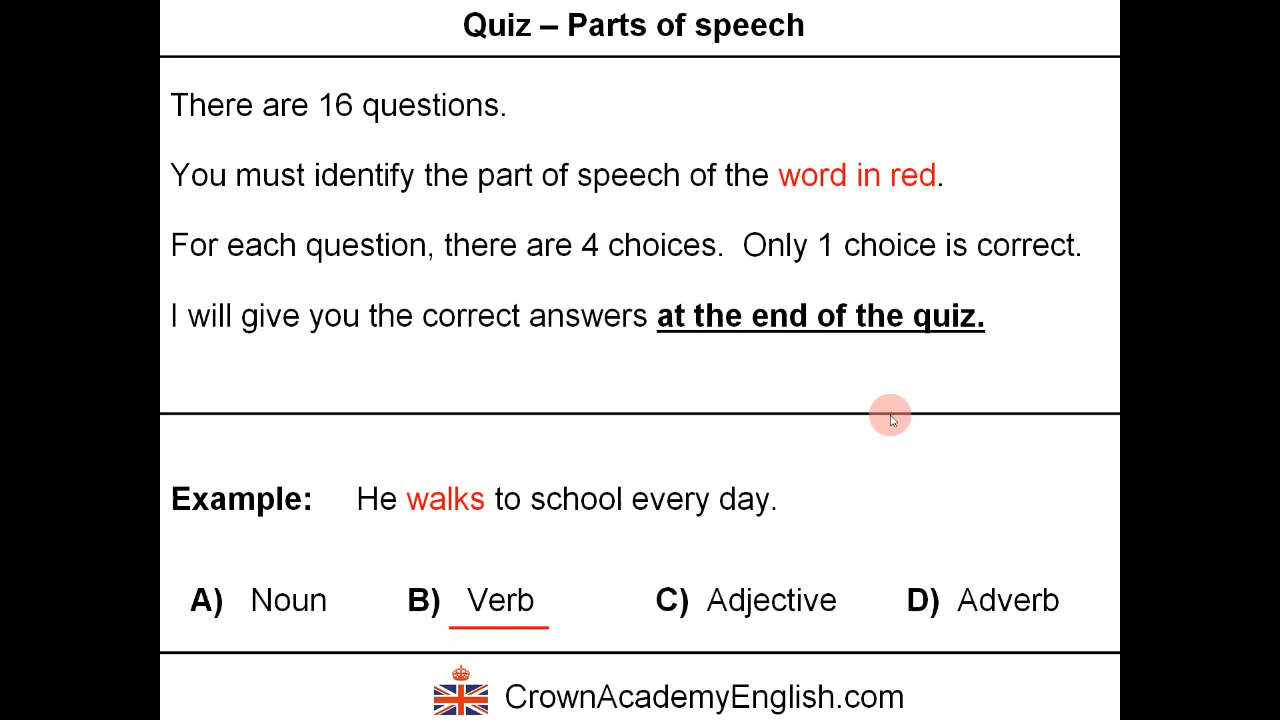 Quiz – Parts of speech
There are 16 questions.
You must identify the part of speech of the word in red.
For each question, there are 4 choices.  Only 1 choice is correct.
I will give you the correct answers at the end of the quiz.
Example: He walks to school every day.
A) Noun B) Verb C) Adjective D) Adverb
CrownAcademyEnglish.com